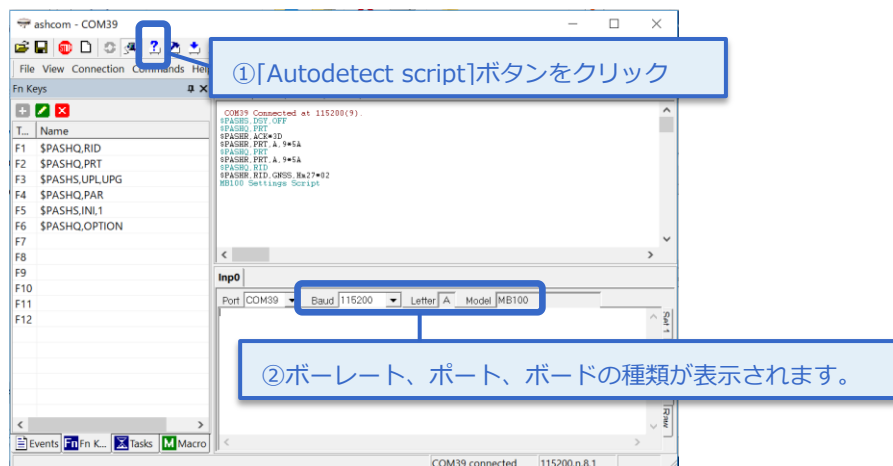 ashcom - COM39
File View Connection Commands Hel
①[Autodetect script]ボタンをクリック
Fn Keys
T... Name
F1 $PASHQ,RID
F2 $PASHQ,PRT
F3 $PASHS,UPL,UPG
F4 $PASHQ,PAR
F5 $PASHS,INI,1
F6 $PASHQ,OPTION
F7
F8
F9
F10
F11
F12
COM39 Connected at 115200(9).
$PASHS,DSY,OFF
$PASHQ,PRT
$PASHR,ACK*3D
$PASHR,PRT,A,9*5A
$PASHQ,PRT
$PASHR,PRT,A,9*5A
$PASHQ,RID
$PASHR,RID,GNSS,Hm27*02
MB100 Settings Script
Inp0
Port COM39 Baud 115200 Letter A Model MB100
Set 1
②ボーレート、ポート、ボードの種類が表示されます。
Raw
Events Fn Fn K... Tasks M Macro
COM39 connected 115200,n,8,1